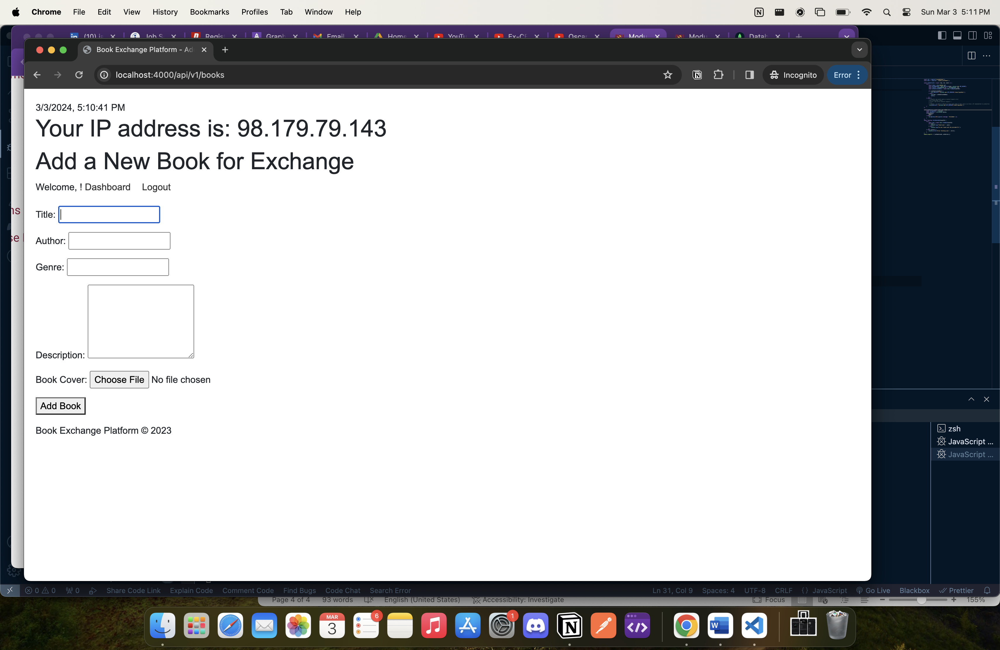 Chrome File Edit View History Bookmarks Profiles Tab Window Help Sun Mar 3 5:11 PM
Book Exchange Platform - Ad
localhost:4000/api/v1/books Incognito Error
3/3/2024, 5:10:41 PM
Your IP address is: 98.179.79.143
Add a New Book for Exchange
Welcome, ! Dashboard Logout
Title:
Author:
Genre:
Description:
Book Cover: Choose File No file chosen
Add Book
Book Exchange Platform © 2023
zsh
JavaScript ...
JavaScript ...
0 0 0 Share Code Link Explain Code Comment Code Find Bugs Code Chat Search Error Ln 31, Col 9 Spaces: 4 UTF-8 CRLF {} JavaScript Go Live Blackbox Prettier
Page 4 of 4 93 words English (United States) Accessibility: Investigate Focus 155%
MAR
3
6
1